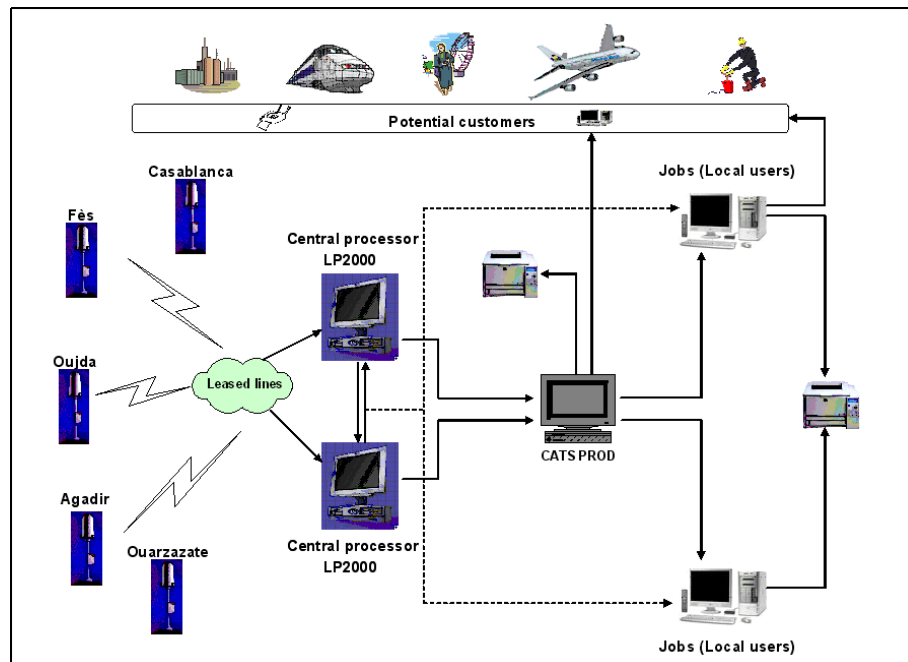 Potential customers
Casablanca
Jobs (Local users)
Fès
Central processor
LP2000
Oujda
Leased lines
CATS PROD
Agadir
Ouarzazate
Central processor
LP2000
Jobs (Local users)